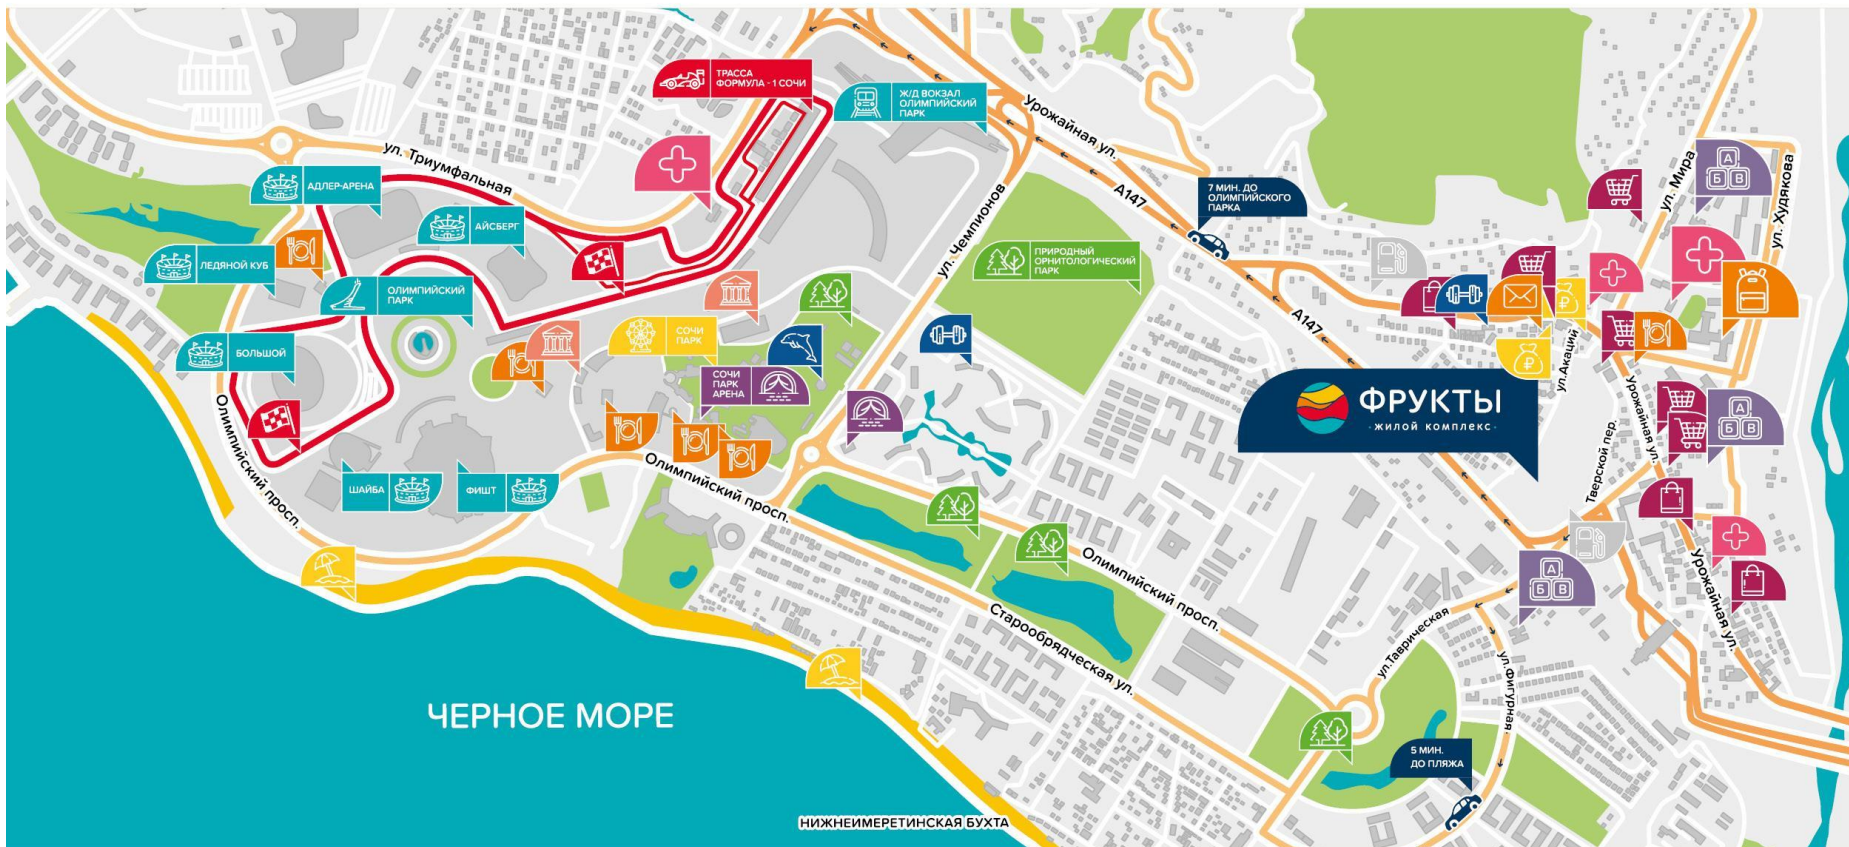 ТРАССА
ФОРМУЛА - 1 СОЧИ
Ж/Д ВОКЗАЛ
ОЛИМПИЙСКИЙ
ПАРК
Урожайная ул.
ул. Триумфальная
АДЛЕР-АРЕНА
АЙСБЕРГ
ЛЕДЯНОЙ КУБ
ОЛИМПИЙСКИЙ
ПАРК
БОЛЬШОЙ
А147
7 МИН. ДО
ОЛИМПИЙСКОГО
ПАРКА
ул. Мира
ул. Худякова
А
Б В
ул. Чемпионов
ПРИРОДНЫЙ
ОРНИТОЛОГИЧЕСКИЙ
ПАРК
А147
СОЧИ
ПАРК
СОЧИ
ПАРК
АРЕНА
ул.Акаций
ФРУКТЫ
·ЖИЛОЙ КОМПЛЕКС·
Урожайная ул.
А
Б В
Тверской пер.
Олимпийский просп.
ШАЙБА
ФИШТ
Олимпийский просп.
Олимпийский просп.
Старообрядческая ул.
А
Б В
Урожайная ул.
ул.Таврическая
ул.Фигурная
ЧЕРНОЕ МОРЕ
5 МИН.
ДО ПЛЯЖА
НИЖНЕИМЕРЕТИНСКАЯ БУХТА